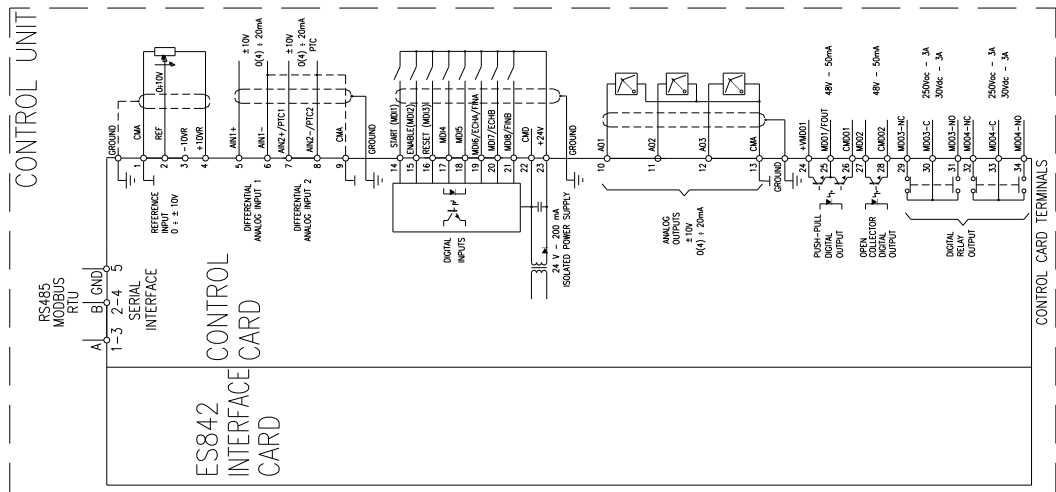 CONTROL UNIT
GROUND
CMA
REF
-10VR
+10VR
0÷10V
1
2
3
4
REFERENCE
INPUT
0 ÷ ± 10V
±10V
0(4) ÷ 20mA
±10V
0(4) ÷ 20mA
PTC
AIN1+
AIN1-
AIN2+/PTC1
AIN2-/PTC2
CMA
GROUND
5
6
7
8
9
DIFFERENTIAL
ANALOG INPUT 1
DIFFERENTIAL
ANALOG INPUT 2
START (MDI1)
ENABLE(MDI2)
RESET (MDI3)
MDI4
MDI5
MDI6/ECHA/FINA
MDI7/ECHB
MDI8/FINB
CMD
+24V
GROUND
14
15
16
17
18
19
20
21
22
23
DIGITAL
INPUTS
24 V - 200 mA
ISOLATED POWER SUPPLY
AO1
AO2
AO3
CMA
GROUND
10
11
12
13
ANALOG
OUTPUTS
±10V
0(4) ÷ 20mA
48V - 50mA
48V - 50mA
250Vac - 3A
30Vdc - 3A
250Vac - 3A
30Vdc - 3A
+VMDO1
MDO1/FOUT
CMDO1
MDO2
CMDO2
MDO3-NC
MDO3-C
MDO3-NO
MDO4-NC
MDO4-C
MDO4-NO
24
25
26
27
28
29
30
31
32
33
34
PUSH-PULL
DIGITAL
OUTPUT
OPEN
COLLECTOR
DIGITAL
OUTPUT
DIGITAL
RELAY
OUTPUT
CONTROL CARD TERMINALS
RS485
MODBUS
RTU
A
B
GND
1-3
2-4
5
SERIAL
INTERFACE
CONTROL
CARD
ES842
INTERFACE
CARD